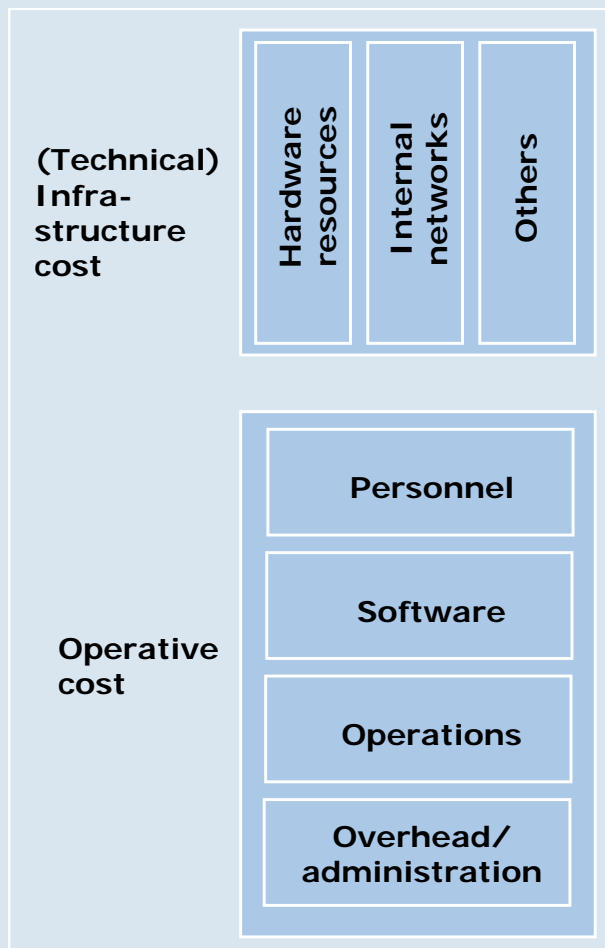 (Technical)
Infra-
structure
cost
Hardware
resources
Internal
networks
Others
Operative
cost
Personnel
Software
Operations
Overhead/
administration